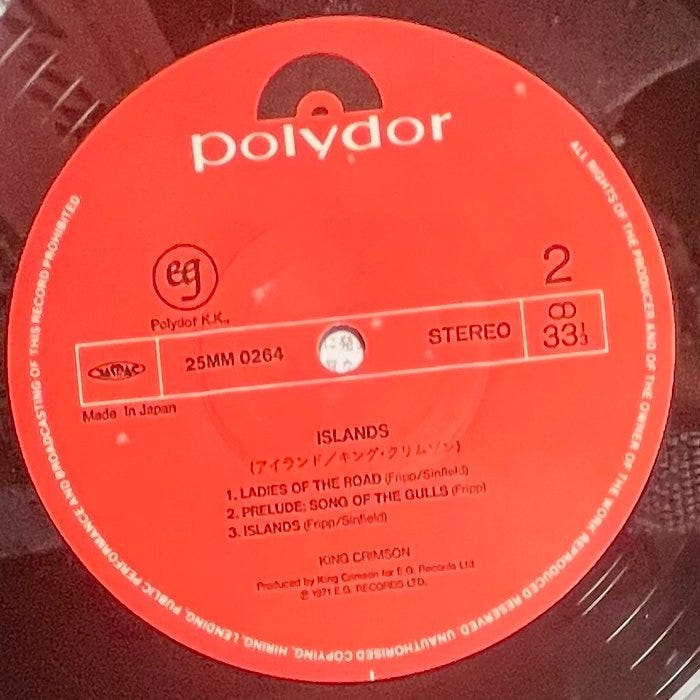 polydor
eg
Polydor K.K.,
2
JASRAC
25MM 0264
STEREO
33 1/3
Made in Japan
ISLANDS
(アイランド／キング・クリムゾン)
1. LADIES OF THE ROAD (Fripp/Sinfield)
2. PRELUDE: SONG OF THE GULLS (Fripp)
3. ISLANDS (Fripp/Sinfield)
KING CRIMSON
Produced by King Crimson for E.G. Records Ltd.
℗ 1971 E.G. RECORDS LTD.
ALL RIGHTS OF THE PRODUCER AND OF THE OWNER OF THE WORK REPRODUCED RESERVED. UNAUTHORISED COPYING, HIRING, LENDING, PUBLIC PERFORMANCE AND BROADCASTING OF THIS RECORD PROHIBITED